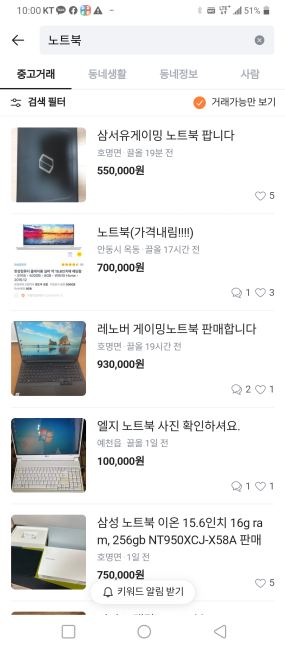 10:00 KT
51%
노트북
중고거래 동네생활 동네정보 사람
검색 필터 거래가능만 보기
삼서유게이밍 노트북 팝니다
호명면 · 끌올 19분 전
550,000원
5
노트북(가격내림!!!!)
안동시 옥동 · 끌올 17시간 전
700,000원
1 3
레노버 게이밍노트북 판매합니다
호명면 · 끌올 19시간 전
930,000원
2 1
엘지 노트북 사진 확인하셔요.
예천읍 · 끌올 1일 전
100,000원
1 1
삼성 노트북 이온 15.6인치 16g ra
m, 256gb NT950XCJ-X58A 판매
호명면 · 1일 전
750,000원
5
키워드 알림 받기